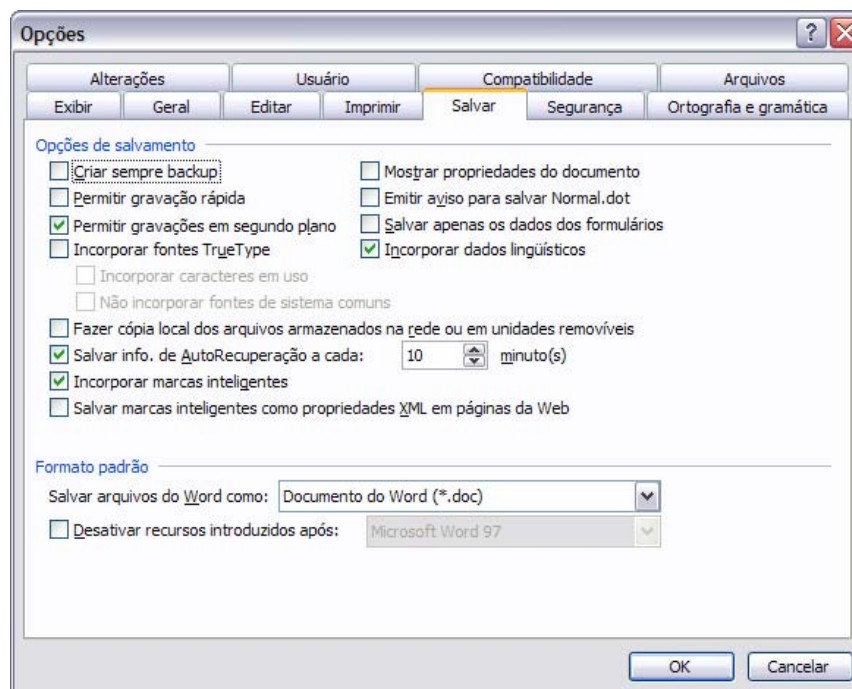 Opções
Alterações Usuário Compatibilidade Arquivos
Exibir Geral Editar Imprimir Salvar Segurança Ortografia e gramática
Opções de salvamento
Criar sempre backup Mostrar propriedades do documento
Permitir gravação rápida Emitir aviso para salvar Normal.dot
Permitir gravações em segundo plano Salvar apenas os dados dos formulários
Incorporar fontes TrueType Incorporar dados lingüísticos
Incorporar caracteres em uso
Não incorporar fontes de sistema comuns
Fazer cópia local dos arquivos armazenados na rede ou em unidades removíveis
Salvar info. de AutoRecuperação a cada: 10 minuto(s)
Incorporar marcas inteligentes
Salvar marcas inteligentes como propriedades XML em páginas da Web
Formato padrão
Salvar arquivos do Word como: Documento do Word (*.doc)
Desativar recursos introduzidos após: Microsoft Word 97
OK Cancelar